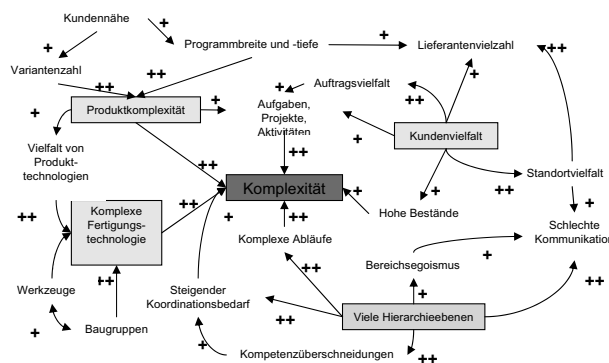 Kundennähe
+
+
Programmbreite und -tiefe
+
Lieferantenvielzahl
++
Variantenzahl
++
++
Auftragsvielfalt
+
+
++
+
Produktkomplexität
+
Aufgaben,
Projekte,
Aktivitäten
+
Kundenvielfalt
Vielfalt von
Produkt-
technologien
++
++
++
Standortvielfalt
Komplexität
+
+
++
++
Komplexe
Fertigungs-
technologie
++
+
++
Hohe Bestände
+
Schlechte
Kommunikation
Komplexe Abläufe
Bereichsegoismus
+
++
++
++
Werkzeuge
Steigender
Koordinationsbedarf
+
++
Viele Hierarchieebenen
+
Baugruppen
+
Kompetenzüberschneidungen
++